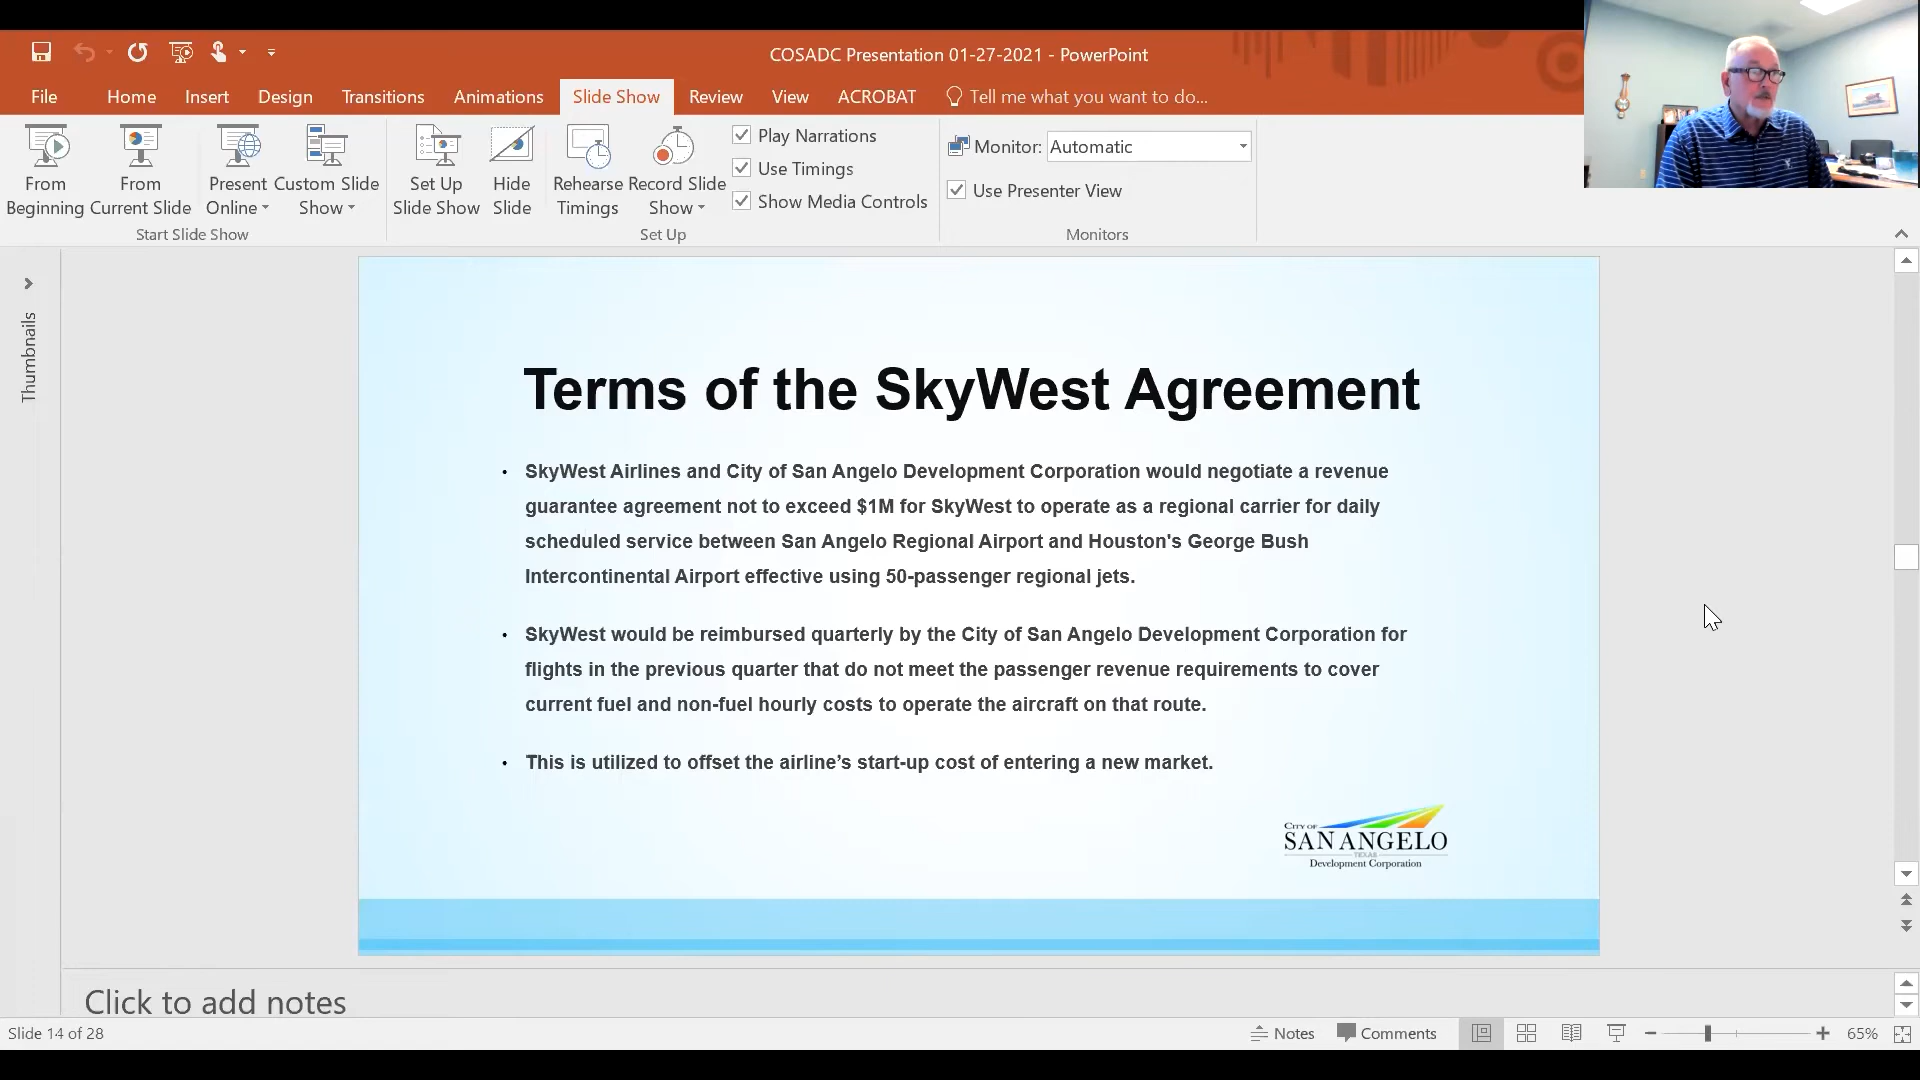 COSADC Presentation 01-27-2021 - PowerPoint
File Home Insert Design Transitions Animations Slide Show Review View ACROBAT Tell me what you want to do...
From Beginning
From Current Slide
Present Online
Custom Slide Show
Start Slide Show
Set Up Slide Show
Hide Slide
Rehearse Timings
Record Slide Show
Play Narrations
Use Timings
Show Media Controls
Set Up
Monitor: Automatic
Use Presenter View
Monitors
Thumbnails
Terms of the SkyWest Agreement
• SkyWest Airlines and City of San Angelo Development Corporation would negotiate a revenue
guarantee agreement not to exceed $1M for SkyWest to operate as a regional carrier for daily
scheduled service between San Angelo Regional Airport and Houston's George Bush
Intercontinental Airport effective using 50-passenger regional jets.
• SkyWest would be reimbursed quarterly by the City of San Angelo Development Corporation for
flights in the previous quarter that do not meet the passenger revenue requirements to cover
current fuel and non-fuel hourly costs to operate the aircraft on that route.
• This is utilized to offset the airline’s start-up cost of entering a new market.
CITY OF
SAN ANGELO
TEXAS
Development Corporation
Click to add notes
Slide 14 of 28
Notes
Comments
65%